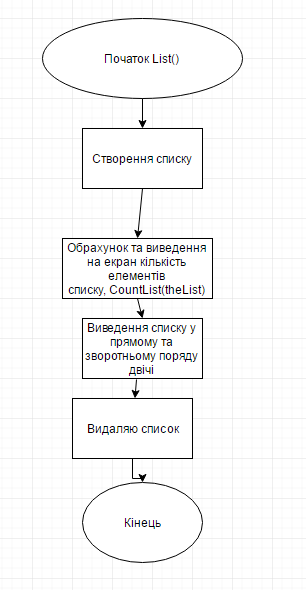 Початок List()
Створення списку
Обрахунок та виведення
на екран кількість
елементів
списку, CountList(theList)
Виведення списку у
прямому та
зворотньому поряду
двічі
Видаляю список
Кінець